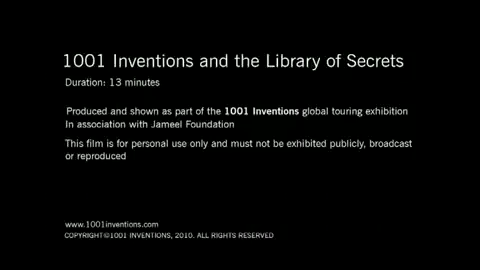 1001 Inventions and the Library of Secrets
Duration: 13 minutes
Produced and shown as part of the 1001 Inventions global touring exhibition
In association with Jameel Foundation
This film is for personal use only and must not be exhibited publicly, broadcast
or reproduced
www.1001inventions.com
COPYRIGHT©1001 INVENTIONS, 2010. ALL RIGHTS RESERVED